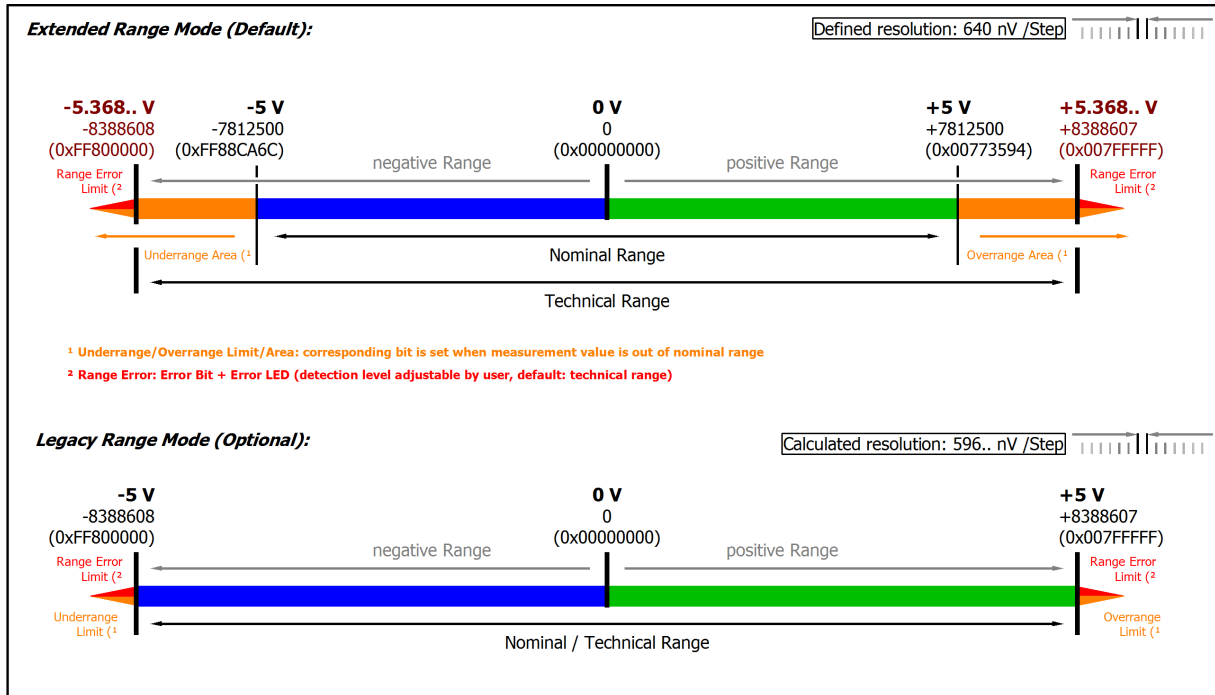 Extended Range Mode (Default):
Defined resolution: 640 nV /Step
-5.368.. V
-5 V
0 V
+5 V
+5.368.. V
-8388608
-7812500
0
+7812500
+8388607
(0xFF800000)
(0xFF88CA6C)
(0x00000000)
(0x00773594)
(0x007FFFFF)
negative Range
positive Range
Range Error
Limit (²
Range Error
Limit (²
Underrange Area (¹
Nominal Range
Overrange Area (¹
Technical Range
¹ Underrange/Overrange Limit/Area: corresponding bit is set when measurement value is out of nominal range
² Range Error: Error Bit + Error LED (detection level adjustable by user, default: technical range)
Legacy Range Mode (Optional):
Calculated resolution: 596.. nV /Step
-5 V
0 V
+5 V
-8388608
0
+8388607
(0xFF800000)
(0x00000000)
(0x007FFFFF)
negative Range
positive Range
Range Error
Limit (²
Range Error
Limit (²
Underrange
Limit (¹
Overrange
Limit (¹
Nominal / Technical Range